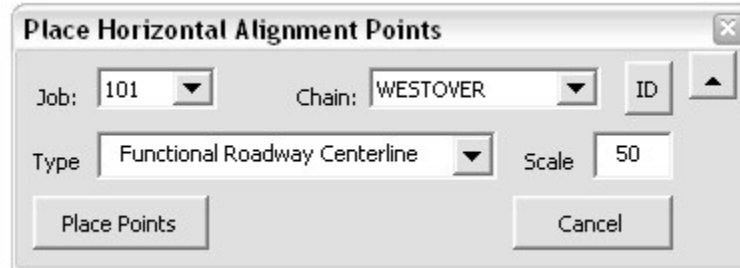 Place Horizontal Alignment Points
Job: 101 Chain: WESTOVER ID
Type Functional Roadway Centerline Scale 50
Place Points Cancel